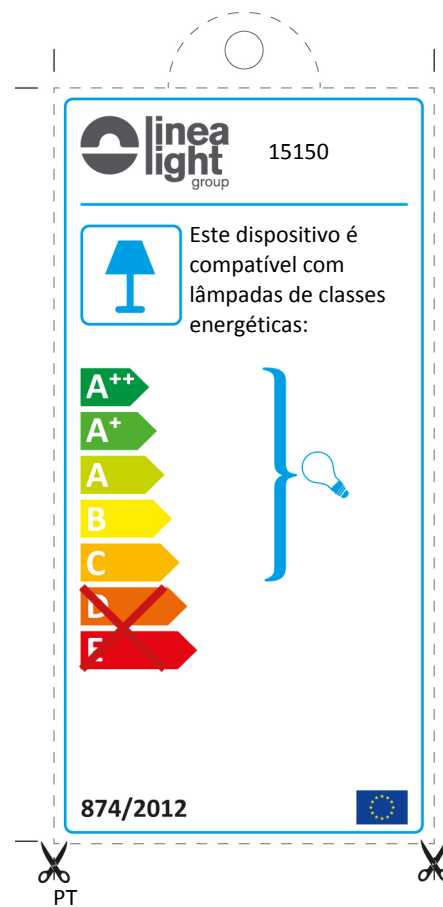 linea
light
group
15150
Este dispositivo é
compatível com
lâmpadas de classes
energéticas:
A++
A+
A
B
C
D
E
874/2012
PT